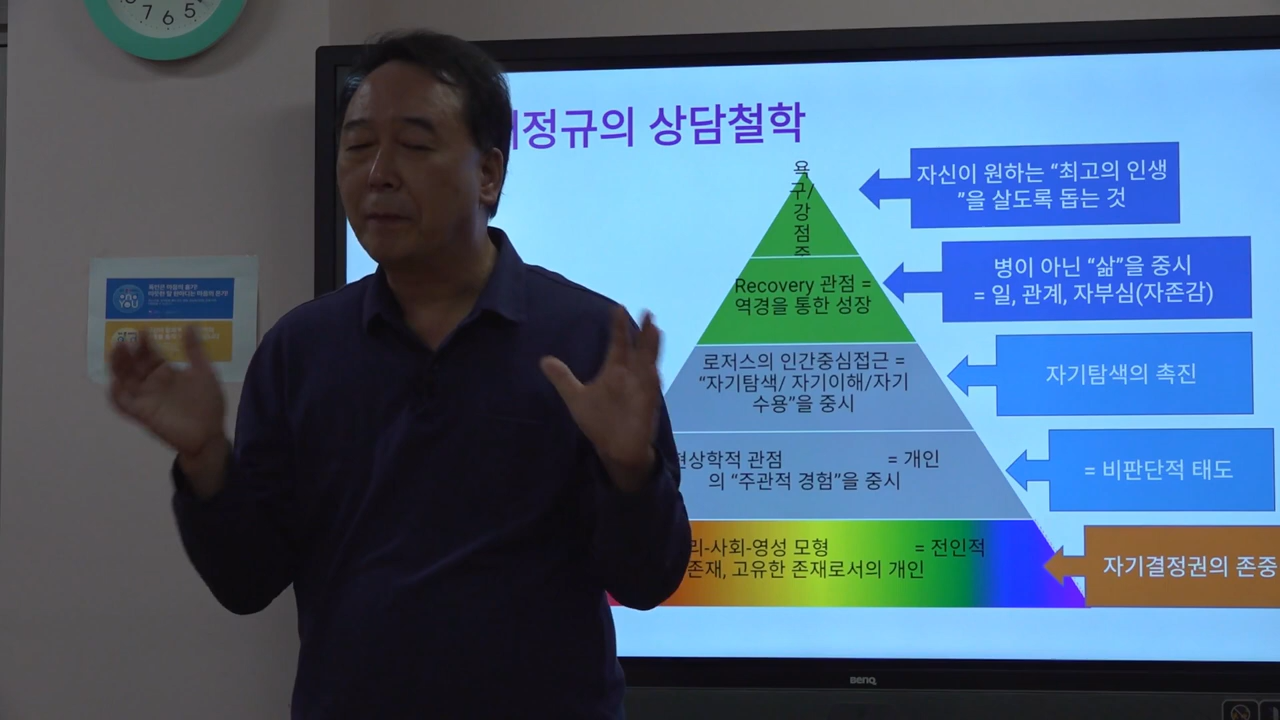 7 6 5
정규의 상담철학
욕
구/
강
점
중
자신이 원하는 “최고의 인생
”을 살도록 돕는 것
Recovery 관점 =
역경을 통한 성장
병이 아닌 “삶”을 중시
= 일, 관계, 자부심(자존감)
로저스의 인간중심접근 =
“자기탐색/ 자기이해/자기
수용”을 중시
자기탐색의 촉진
현상학적 관점 = 개인
의 “주관적 경험”을 중시
= 비판단적 태도
리-사회-영성 모형 = 전인적
존재, 고유한 존재로서의 개인
자기결정권의 존중
BenQ